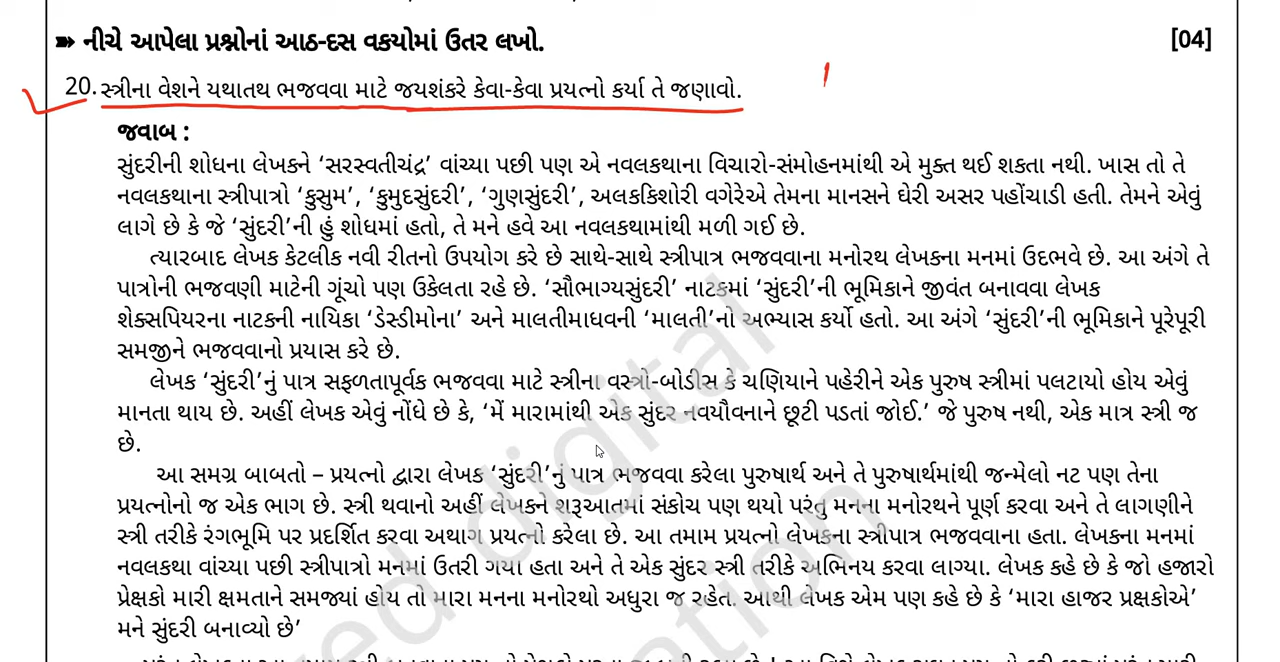 ➽ નીચે આપેલા પ્રશ્નોનાં આઠ-દસ વકયોમાં ઉતર લખો. [04]
20. સ્ત્રીના વેશને યથાતથ ભજવવા માટે જયશંકરે કેવા-કેવા પ્રયત્નો કર્યા તે જણાવો.
જવાબ :
સુંદરીની શોધના લેખકને ‘સરસ્વતીચંદ્ર’ વાંચ્યા પછી પણ એ નવલકથાના વિચારો-સંમોહનમાંથી એ મુક્ત થઈ શકતા નથી. ખાસ તો તે
નવલકથાના સ્ત્રીપાત્રો ‘કુસુમ’, ‘કુમુદસુંદરી’, ‘ગુણસુંદરી’, અલકકિશોરી વગેરેએ તેમના માનસને ઘેરી અસર પહોંચાડી હતી. તેમને એવું
લાગે છે કે જે ‘સુંદરી’ની હું શોધમાં હતો, તે મને હવે આ નવલકથામાંથી મળી ગઈ છે.
ત્યારબાદ લેખક કેટલીક નવી રીતનો ઉપયોગ કરે છે સાથે-સાથે સ્ત્રીપાત્ર ભજવવાના મનોરથ લેખકના મનમાં ઉદભવે છે. આ અંગે તે
પાત્રોની ભજવણી માટેની ગૂંચો પણ ઉકેલતા રહે છે. ‘સૌભાગ્યસુંદરી’ નાટકમાં ‘સુંદરી’ની ભૂમિકાને જીવંત બનાવવા લેખક
શેક્સપિયરના નાટકની નાયિકા ‘ડેસ્ડીમોના’ અને માલતીમાધવની ‘માલતી’નો અભ્યાસ કર્યો હતો. આ અંગે ‘સુંદરી’ની ભૂમિકાને પૂરેપૂરી
સમજીને ભજવવાનો પ્રયાસ કરે છે.
લેખક ‘સુંદરી’નું પાત્ર સફળતાપૂર્વક ભજવવા માટે સ્ત્રીના વસ્ત્રો-બોડીસ કે ચણિયાને પહેરીને એક પુરુષ સ્ત્રીમાં પલટાયો હોય એવું
માનતા થાય છે. અહીં લેખક એવું નોંધે છે કે, ‘મેં મારામાંથી એક સુંદર નવયૌવનાને છૂટી પડતાં જોઈ.’ જે પુરુષ નથી, એક માત્ર સ્ત્રી જ
છે.
આ સમગ્ર બાબતો – પ્રયત્નો દ્વારા લેખક ‘સુંદરી’નું પાત્ર ભજવવા કરેલા પુરુષાર્થ અને તે પુરુષાર્થમાંથી જન્મેલો નટ પણ તેના
પ્રયત્નોનો જ એક ભાગ છે. સ્ત્રી થવાનો અહીં લેખકને શરૂઆતમાં સંકોચ પણ થયો પરંતુ મનના મનોરથને પૂર્ણ કરવા અને તે લાગણીને
સ્ત્રી તરીકે રંગભૂમિ પર પ્રદર્શિત કરવા અથાગ પ્રયત્નો કરેલા છે. આ તમામ પ્રયત્નો લેખકના સ્ત્રીપાત્ર ભજવવાના હતા. લેખકના મનમાં
નવલકથા વાંચ્યા પછી સ્ત્રીપાત્રો મનમાં ઉતરી ગયા હતા અને તે એક સુંદર સ્ત્રી તરીકે અભિનય કરવા લાગ્યા. લેખક કહે છે કે જો હજારો
પ્રેક્ષકો મારી ક્ષમતાને સમજ્યાં હોય તો મારા મનના મનોરથો અધુરા જ રહેત. આથી લેખક એમ પણ કહે છે કે ‘મારા હાજર પ્રક્ષકોએ’
મને સુંદરી બનાવ્યો છે’